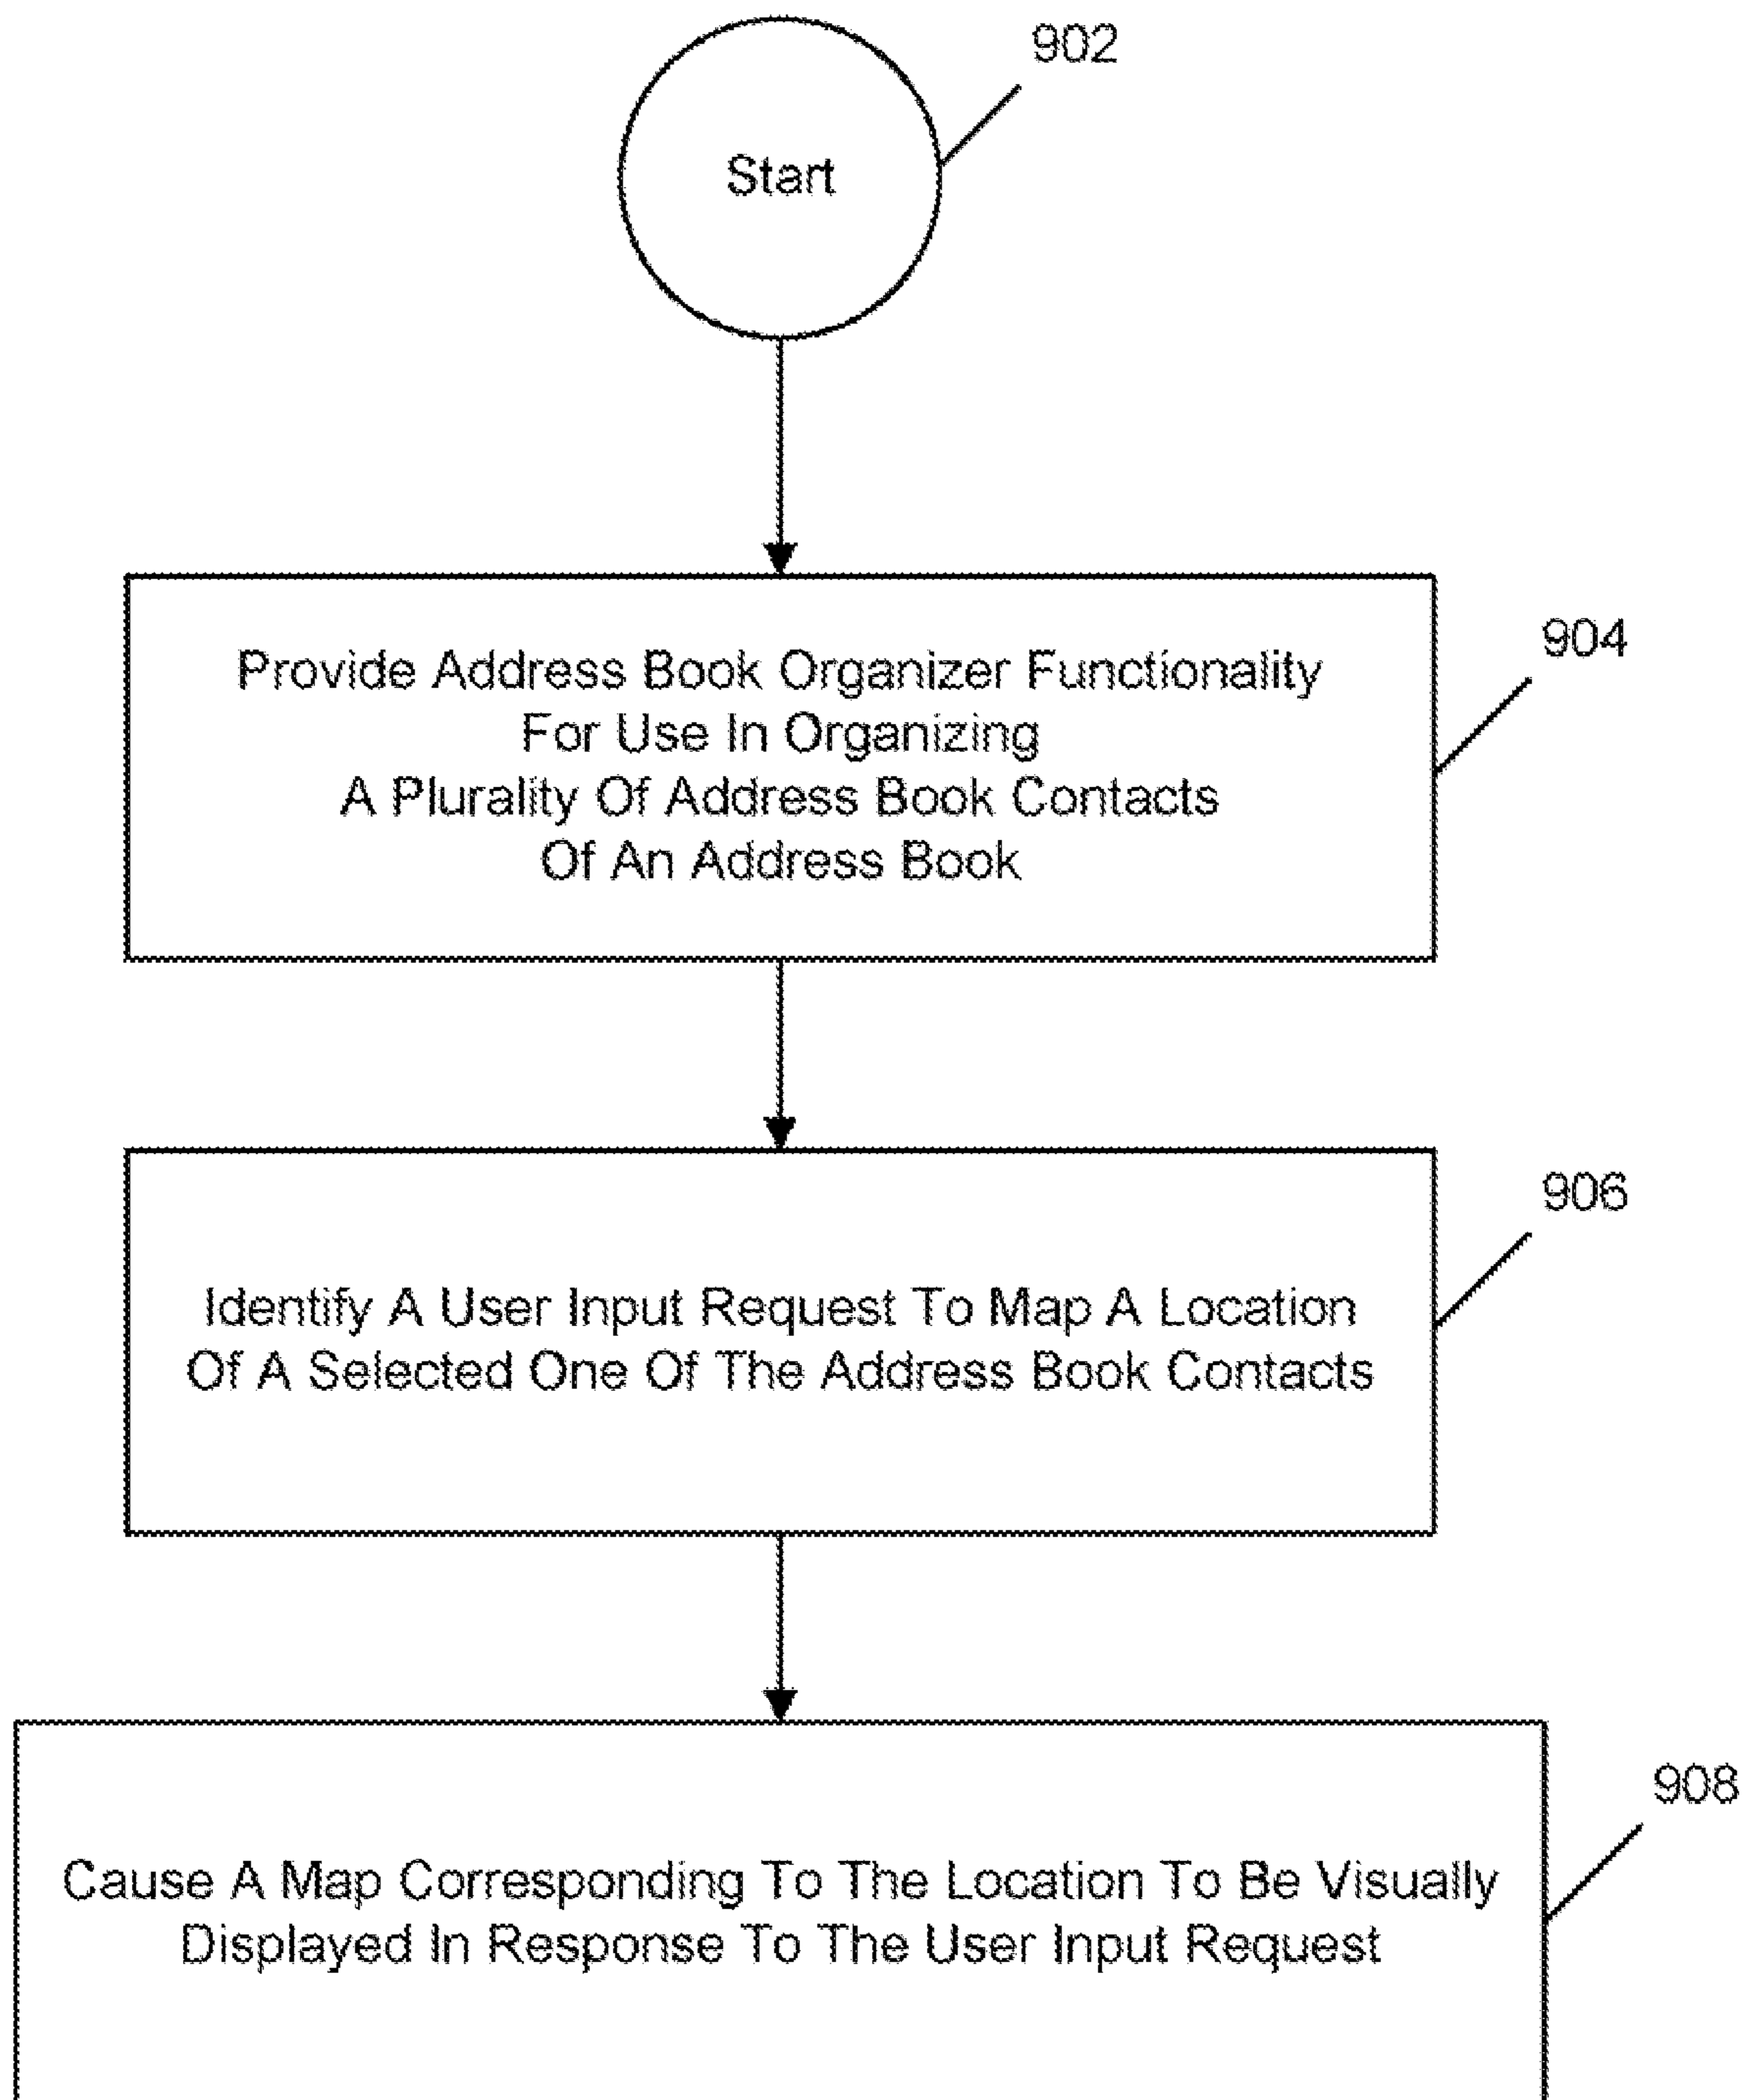 902
Start
904
Provide Address Book Organizer Functionality
For Use In Organizing
A Plurality Of Address Book Contacts
Of An Address Book
906
Identify A User Input Request To Map A Location
Of A Selected One Of The Address Book Contacts
908
Cause A Map Corresponding To The Location To Be Visually
Displayed In Response To The User Input Request